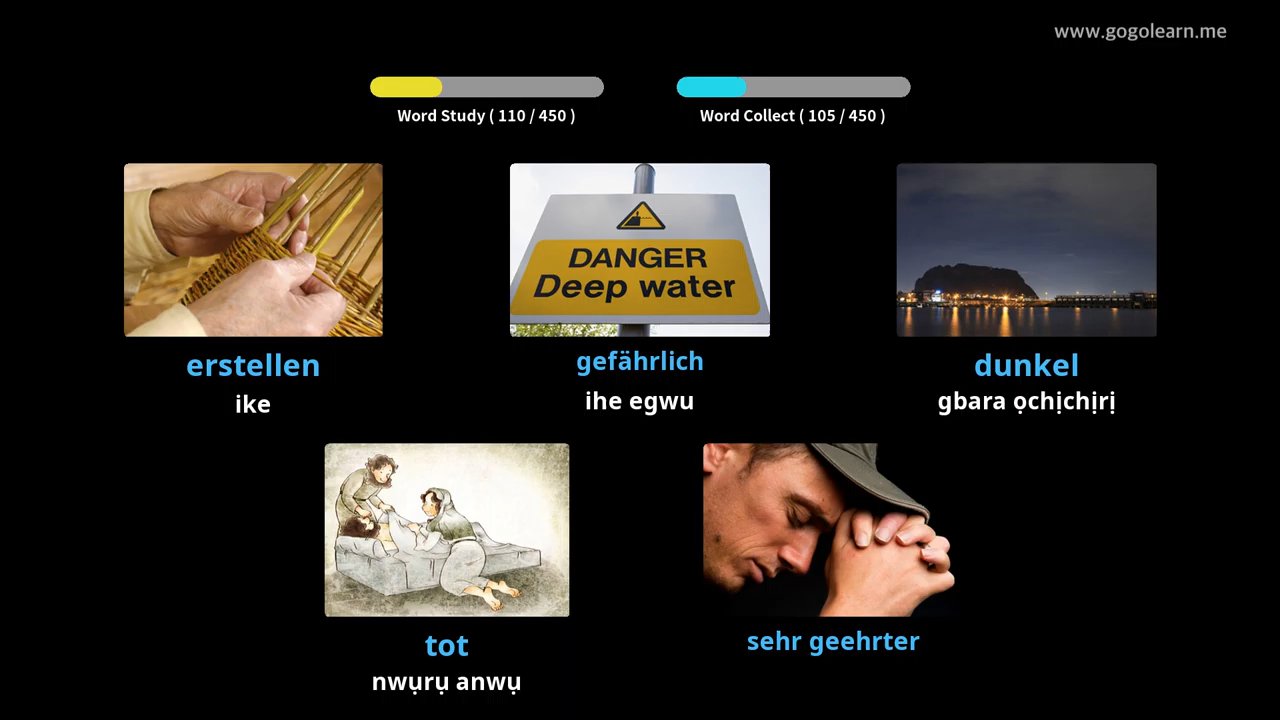 www.gogolearn.me
Word Study ( 110 / 450 )
Word Collect ( 105 / 450 )
DANGER
Deep water
erstellen
ike
gefährlich
ihe egwu
dunkel
gbara ọchịchịrị
tot
nwụrụ anwụ
sehr geehrter